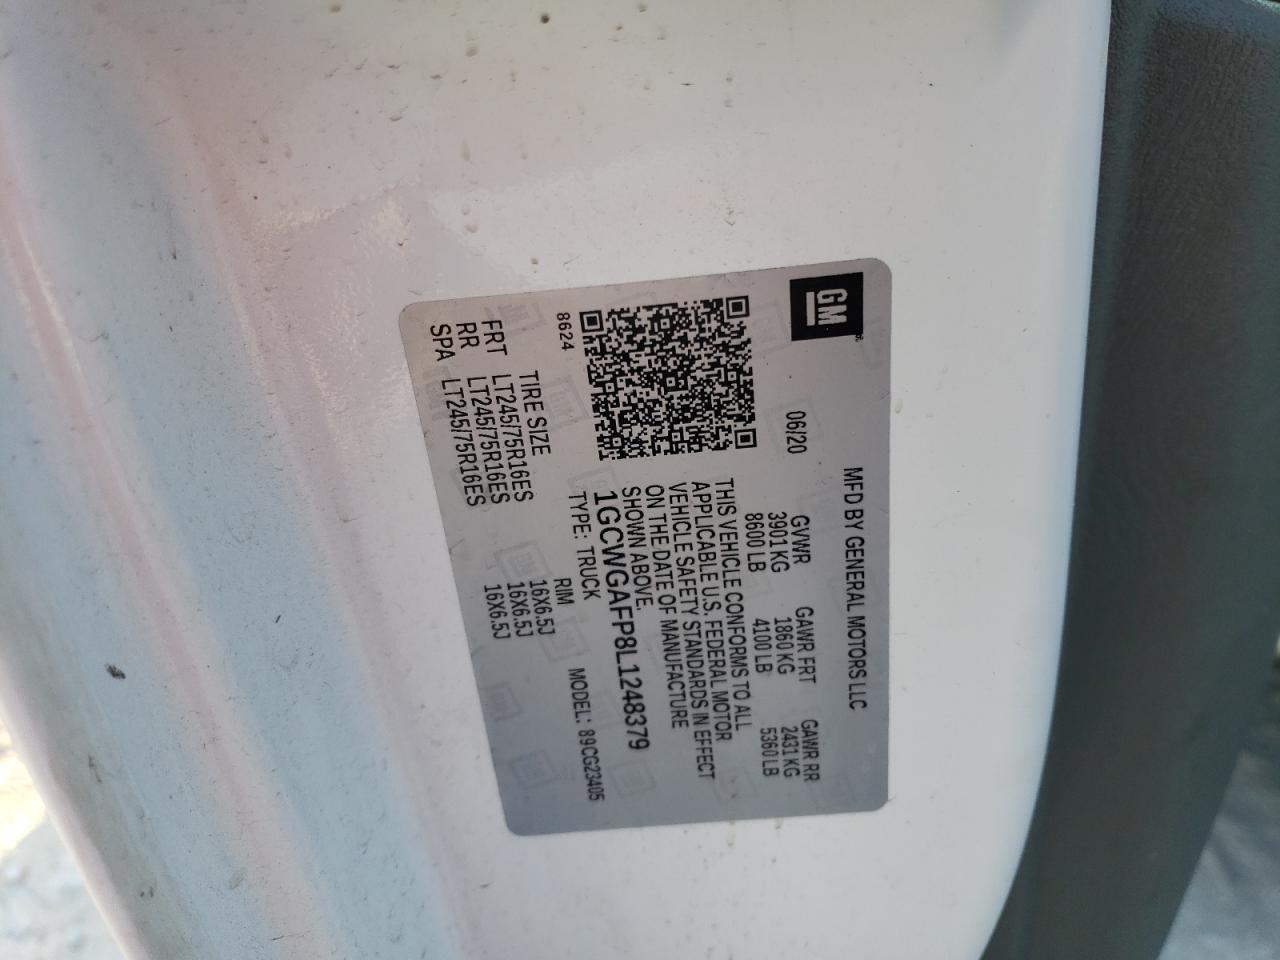 GM
MFD BY GENERAL MOTORS LLC
06/20
GVWR GAWR FRT GAWR RR
3901 KG 1860 KG 2431 KG
8600 LB 4100 LB 5360 LB
THIS VEHICLE CONFORMS TO ALL
APPLICABLE U.S. FEDERAL MOTOR
VEHICLE SAFETY STANDARDS IN EFFECT
ON THE DATE OF MANUFACTURE
SHOWN ABOVE.
1GCWGAFP8L1248379
8624 TYPE: TRUCK MODEL: 89CG23405
TIRE SIZE RIM
FRT LT245/75R16ES 16X6.5J
RR LT245/75R16ES 16X6.5J
SPA LT245/75R16ES 16X6.5J